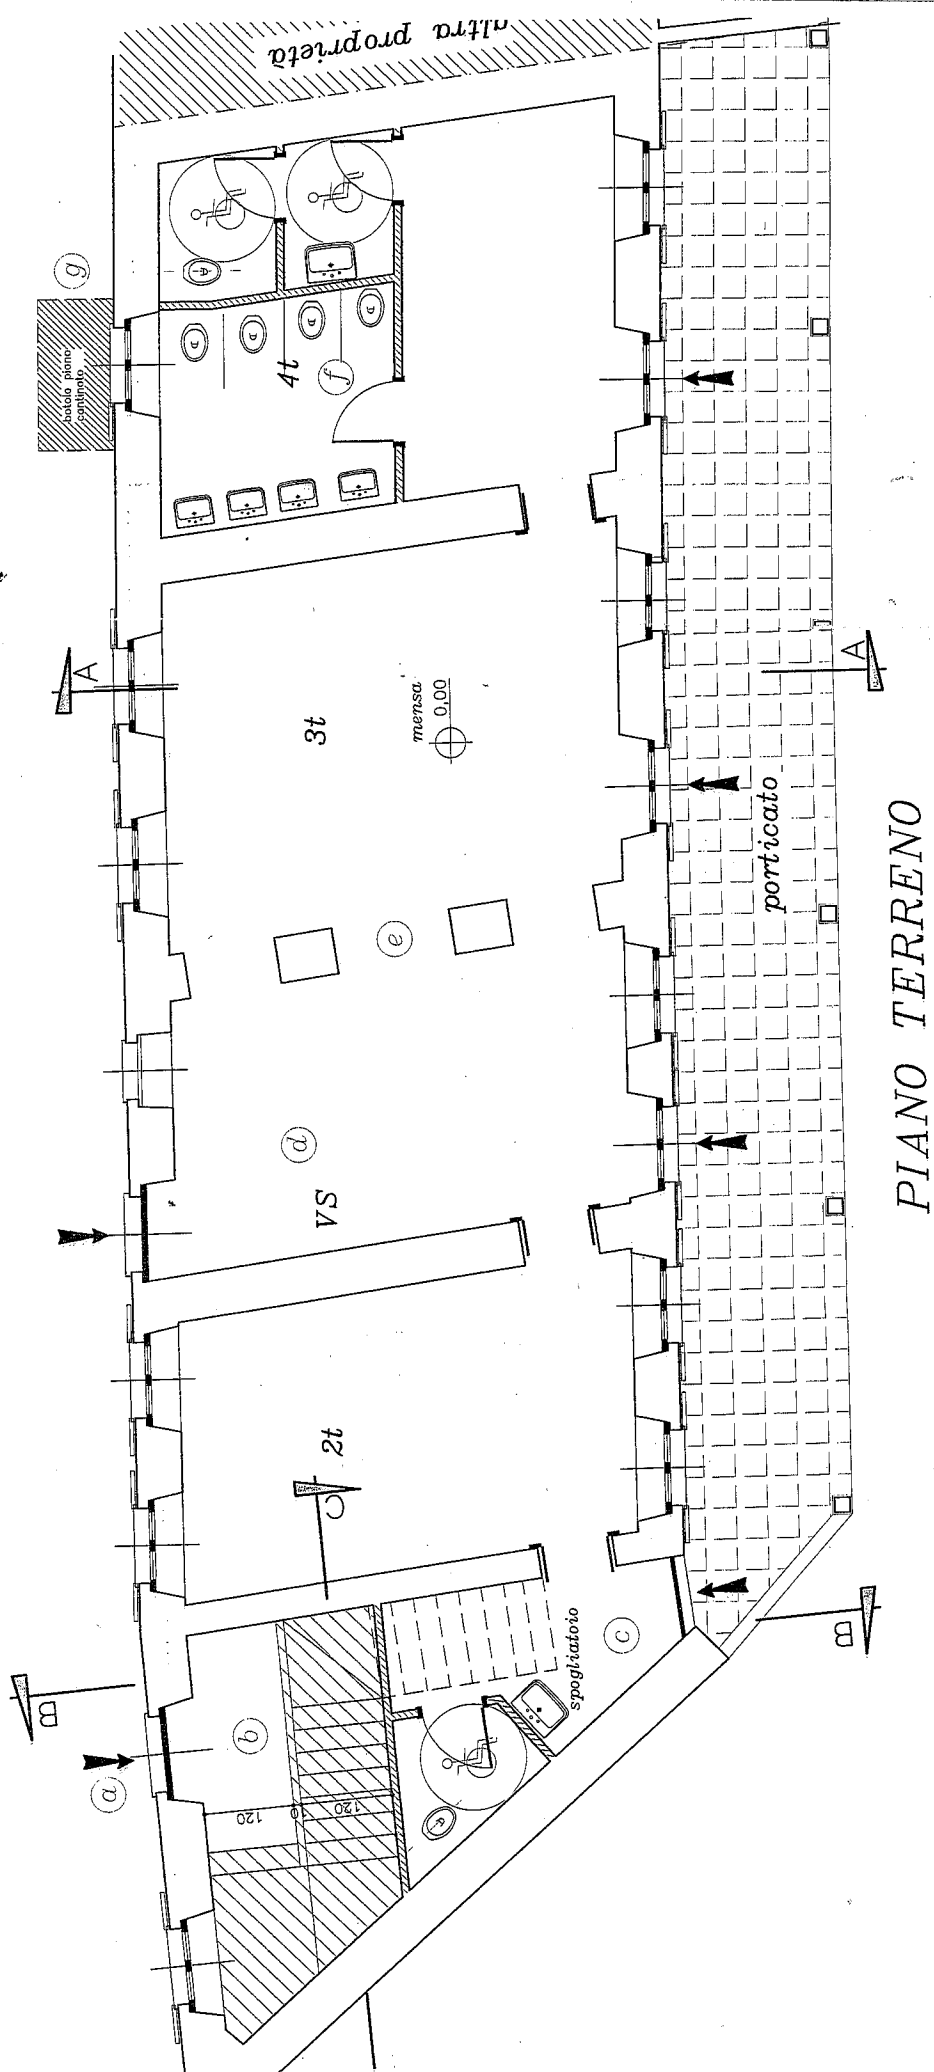 altra proprietà
g
botola piano
cantinato
4t
f
A
A
3t
mensa
0,00
e
porticato
d
VS
2t
C
c
spogliatoio
B
B
b
a
120
10
120
PIANO TERRENO